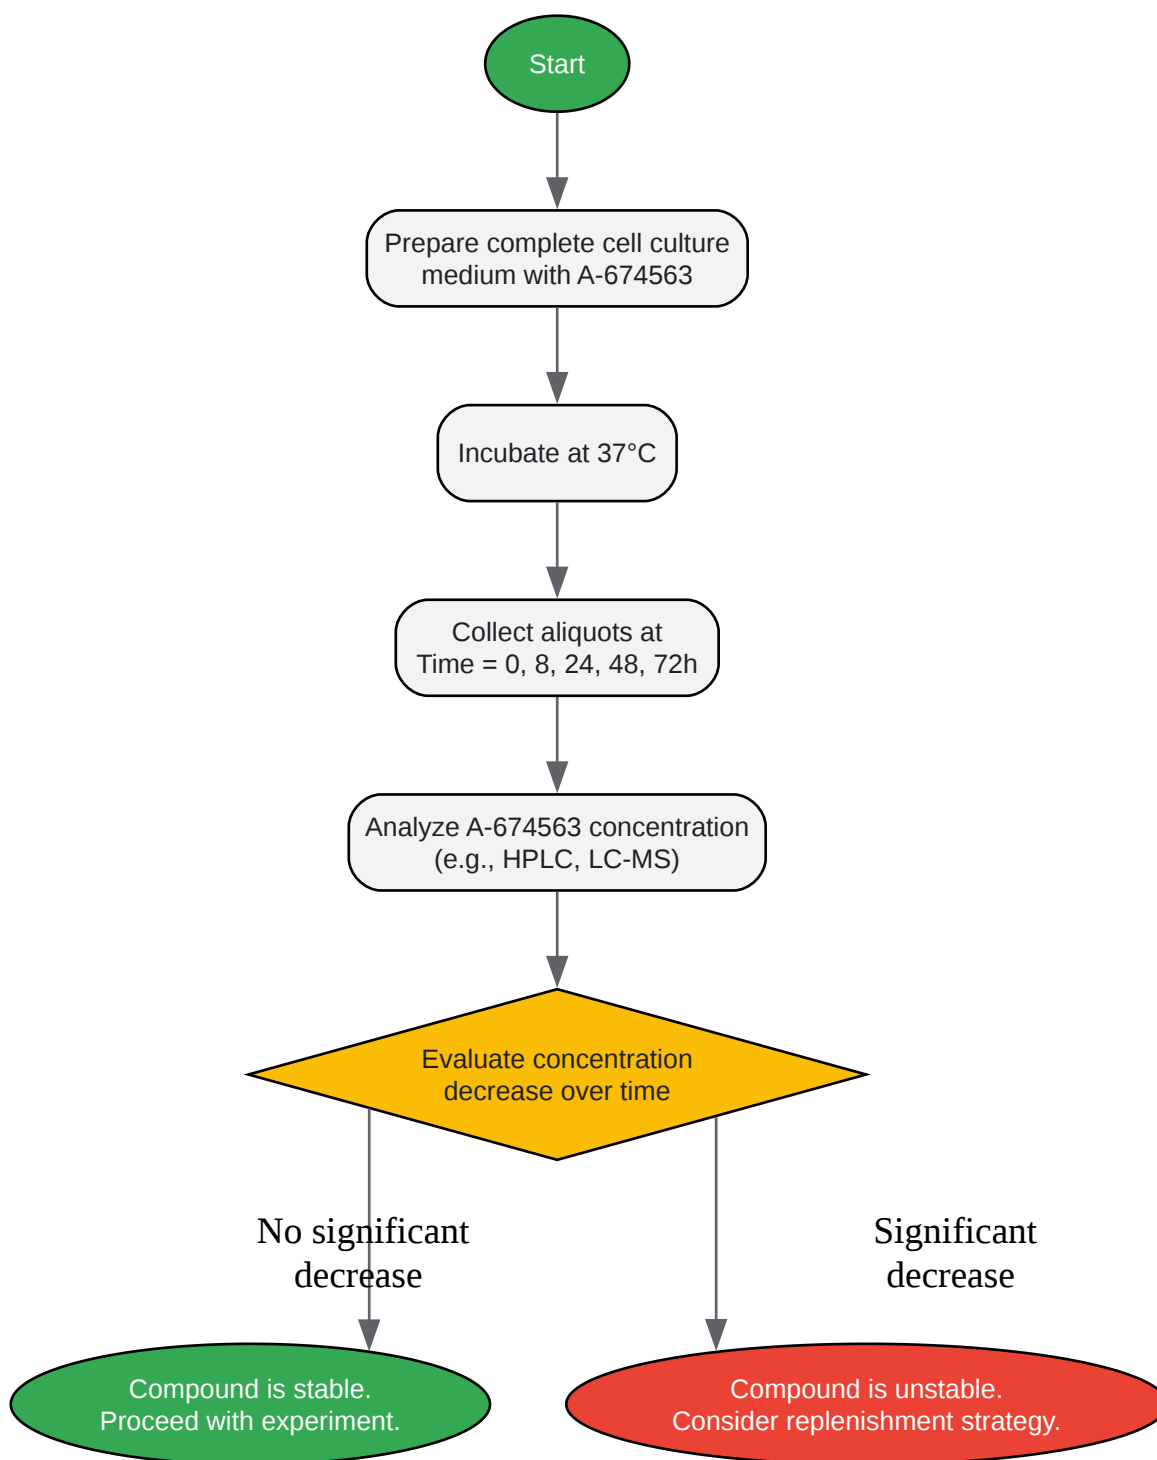 Start
Prepare complete cell culture
medium with A-674563
Incubate at 37°C
Collect aliquots at
Time = 0, 8, 24, 48, 72h
Analyze A-674563 concentration
(e.g., HPLC, LC-MS)
Evaluate concentration
decrease over time
No significant
decrease
Significant
decrease
Compound is stable.
Proceed with experiment.
Compound is unstable.
Consider replenishment strategy.